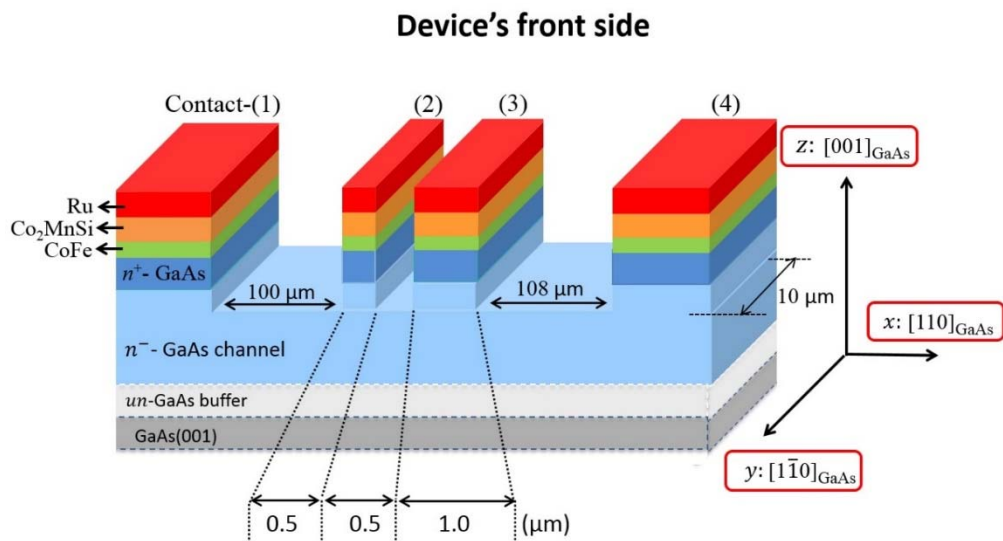 Device's front side
Contact-(1)
(2)
(3)
(4)
z: [001]GaAs
Ru
Co₂MnSi
CoFe
n⁺- GaAs
100 μm
108 μm
10 μm
x: [110]GaAs
n⁻- GaAs channel
un-GaAs buffer
GaAs(001)
y: [11̄0]GaAs
0.5 0.5 1.0 (μm)